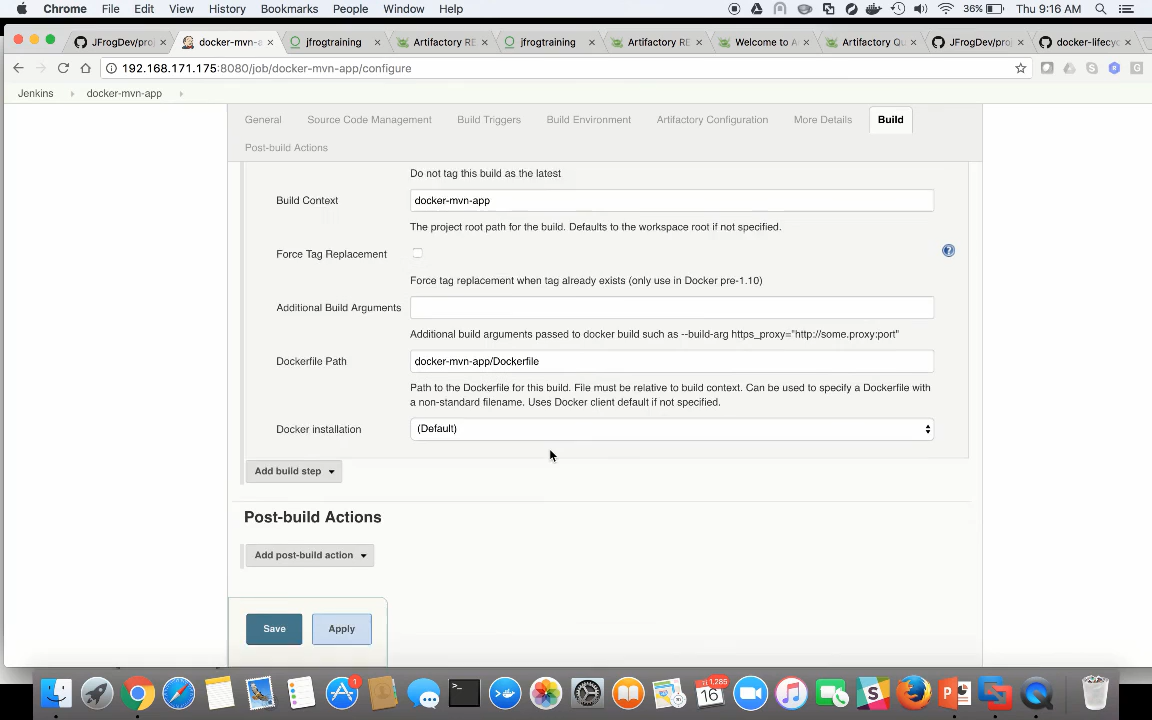 Chrome File Edit View History Bookmarks People Window Help 36% Thu 9:16 AM
JFrogDev/pro docker-mvn-a jfrogtraining Artifactory RE jfrogtraining Artifactory RE Welcome to A Artifactory Qu JFrogDev/pro docker-lifecy
192.168.171.175:8080/job/docker-mvn-app/configure
Jenkins docker-mvn-app
General Source Code Management Build Triggers Build Environment Artifactory Configuration More Details Build
Post-build Actions
Do not tag this build as the latest
Build Context docker-mvn-app
The project root path for the build. Defaults to the workspace root if not specified.
Force Tag Replacement
Force tag replacement when tag already exists (only use in Docker pre-1.10)
Additional Build Arguments
Additional build arguments passed to docker build such as --build-arg https_proxy="http://some.proxy:port"
Dockerfile Path docker-mvn-app/Dockerfile
Path to the Dockerfile for this build. File must be relative to build context. Can be used to specify a Dockerfile with
a non-standard filename. Uses Docker client default if not specified.
Docker installation (Default)
Add build step
Post-build Actions
Add post-build action
Save Apply